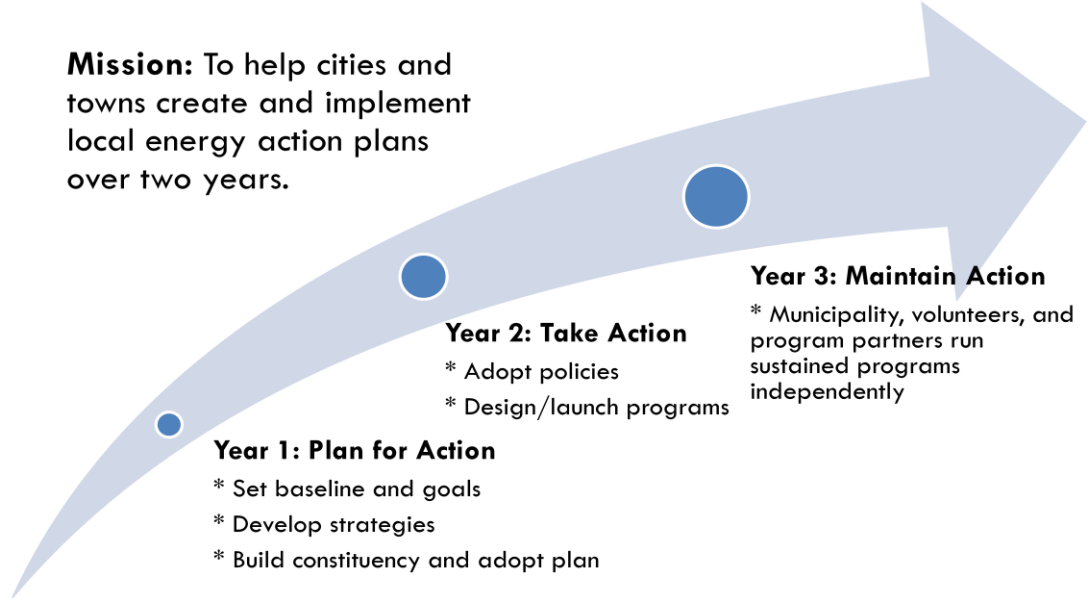 Mission: To help cities and
towns create and implement
local energy action plans
over two years.
Year 1: Plan for Action
* Set baseline and goals
* Develop strategies
* Build constituency and adopt plan
Year 2: Take Action
* Adopt policies
* Design/launch programs
Year 3: Maintain Action
* Municipality, volunteers, and
program partners run
sustained programs
independently